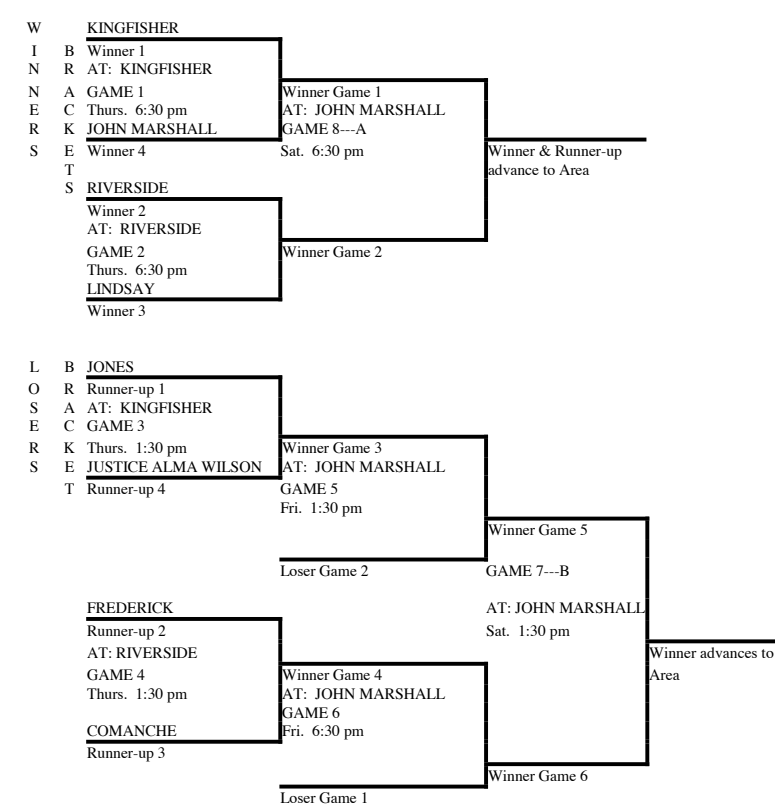 W KINGFISHER
I B Winner 1
N R AT: KINGFISHER
N A GAME 1 Winner Game 1
E C Thurs. 6:30 pm AT: JOHN MARSHALL
R K JOHN MARSHALL GAME 8---A
S E Winner 4 Sat. 6:30 pm Winner & Runner-up
T advance to Area
S RIVERSIDE
Winner 2
AT: RIVERSIDE
GAME 2 Winner Game 2
Thurs. 6:30 pm
LINDSAY
Winner 3
L B JONES
O R Runner-up 1
S A AT: KINGFISHER
E C GAME 3
R K Thurs. 1:30 pm Winner Game 3
S E JUSTICE ALMA WILSON AT: JOHN MARSHALL
T Runner-up 4 GAME 5
Fri. 1:30 pm
Winner Game 5
Loser Game 2 GAME 7---B
FREDERICK AT: JOHN MARSHALL
Runner-up 2 Sat. 1:30 pm
AT: RIVERSIDE Winner advances to
GAME 4 Winner Game 4 Area
Thurs. 1:30 pm AT: JOHN MARSHALL
GAME 6
COMANCHE Fri. 6:30 pm
Runner-up 3
Winner Game 6
Loser Game 1